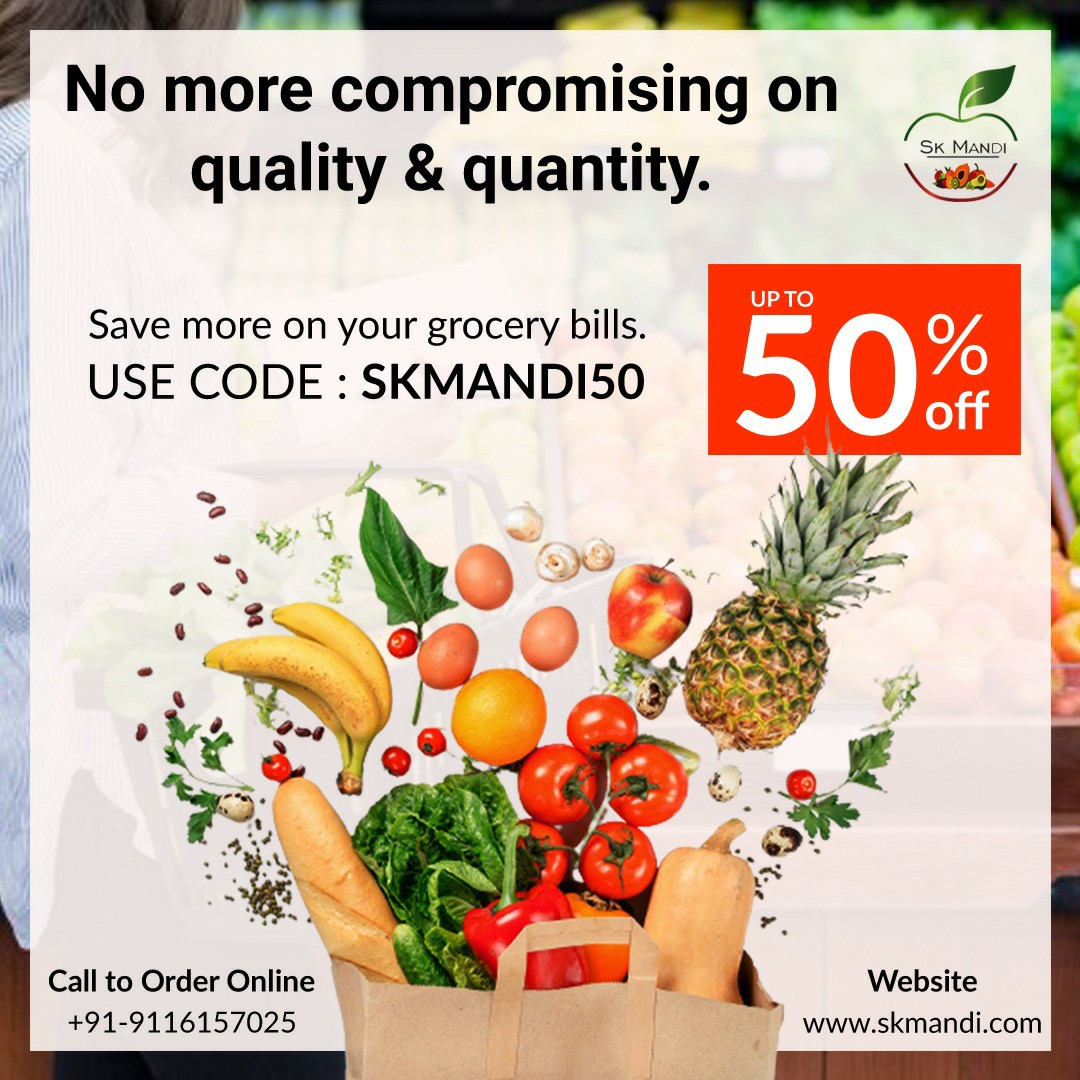 No more compromising on
quality & quantity.
SK MANDI
Save more on your grocery bills.
USE CODE : SKMANDI50
UP TO
50%
off
Call to Order Online
+91-9116157025
Website
www.skmandi.com